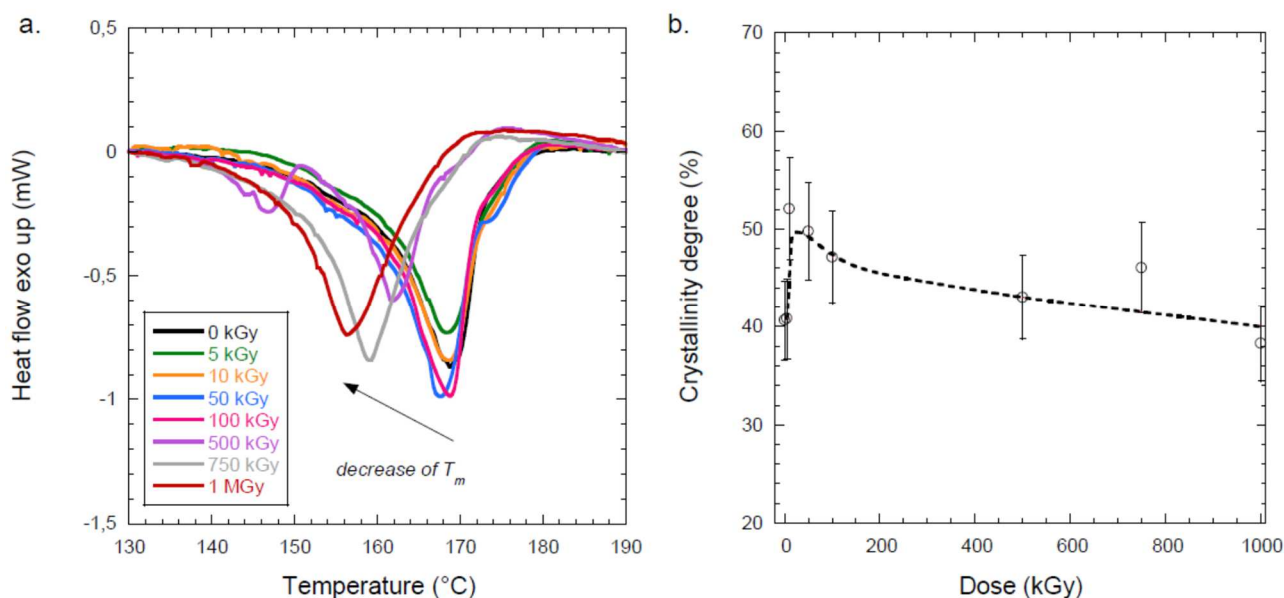 a.
0,5
0
-0,5
-1
-1,5
Heat flow exo up (mW)
0 kGy
5 kGy
10 kGy
50 kGy
100 kGy
500 kGy
750 kGy
1 MGy
decrease of Tm
130 140 150 160 170 180 190
Temperature (°C)
b.
70
60
50
40
30
20
Crystallinity degree (%)
0 200 400 600 800 1000
Dose (kGy)